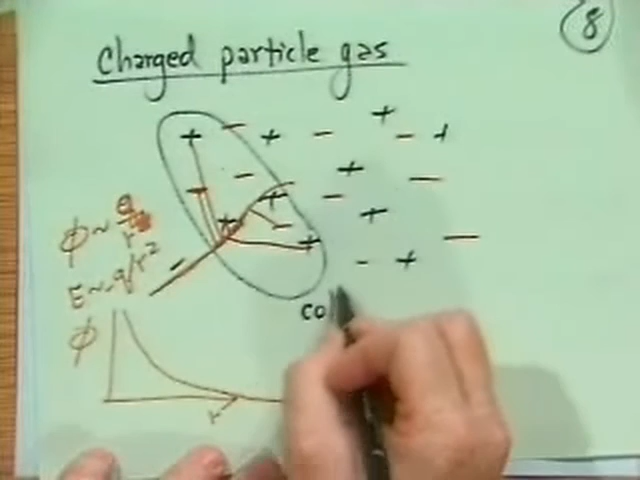 8
Charged particle gas
+ − + − + − +
− − + −
+ − + − +
− + − + −
ϕ ~ q/r
E ~ q/r²
co
ϕ
r